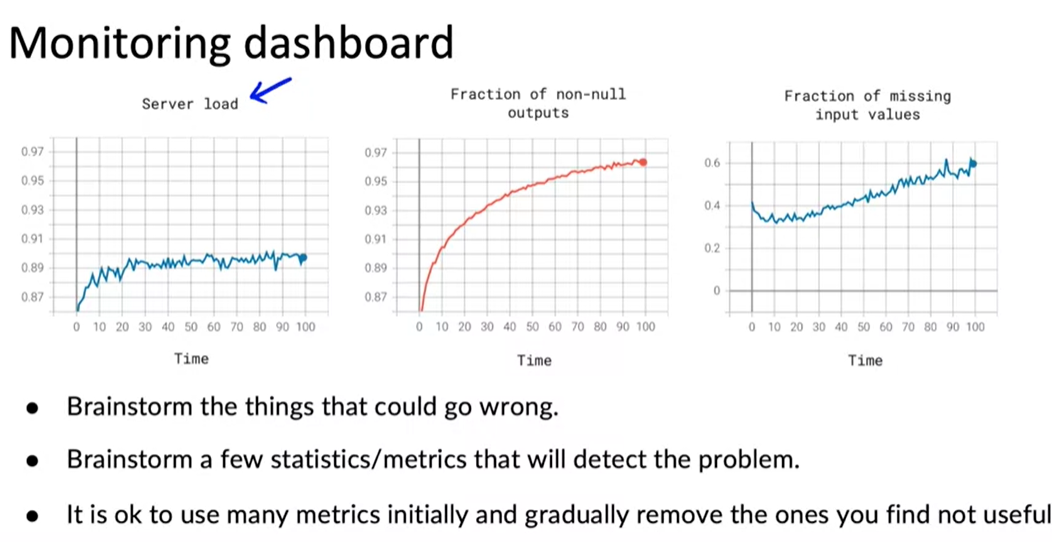 Monitoring dashboard
Server load
Fraction of non-null
outputs
Fraction of missing
input values
0.97
0.95
0.93
0.91
0.89
0.87
0 10 20 30 40 50 60 70 80 90 100
Time
0.97
0.95
0.93
0.91
0.89
0.87
0 10 20 30 40 50 60 70 80 90 100
Time
0.6
0.4
0.2
0
0 10 20 30 40 50 60 70 80 90 100
Time
● Brainstorm the things that could go wrong.
● Brainstorm a few statistics/metrics that will detect the problem.
● It is ok to use many metrics initially and gradually remove the ones you find not useful